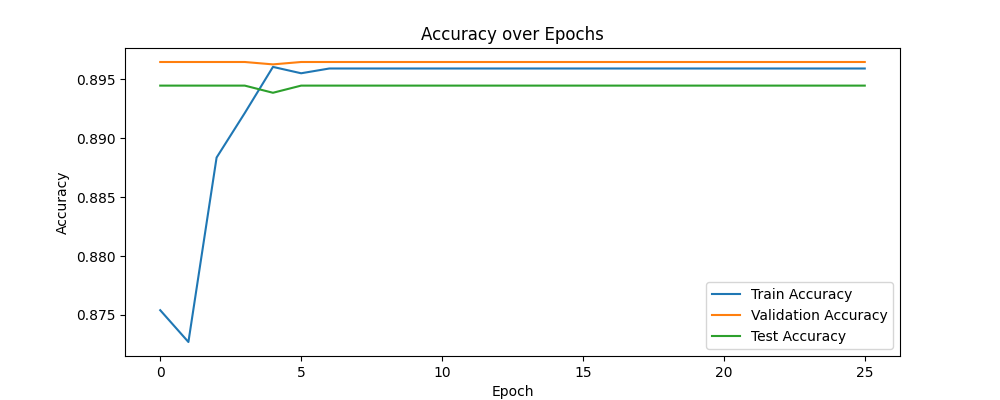 Accuracy over Epochs
Accuracy
0.895
0.890
0.885
0.880
0.875
0 5 10 15 20 25
Epoch
Train Accuracy
Validation Accuracy
Test Accuracy